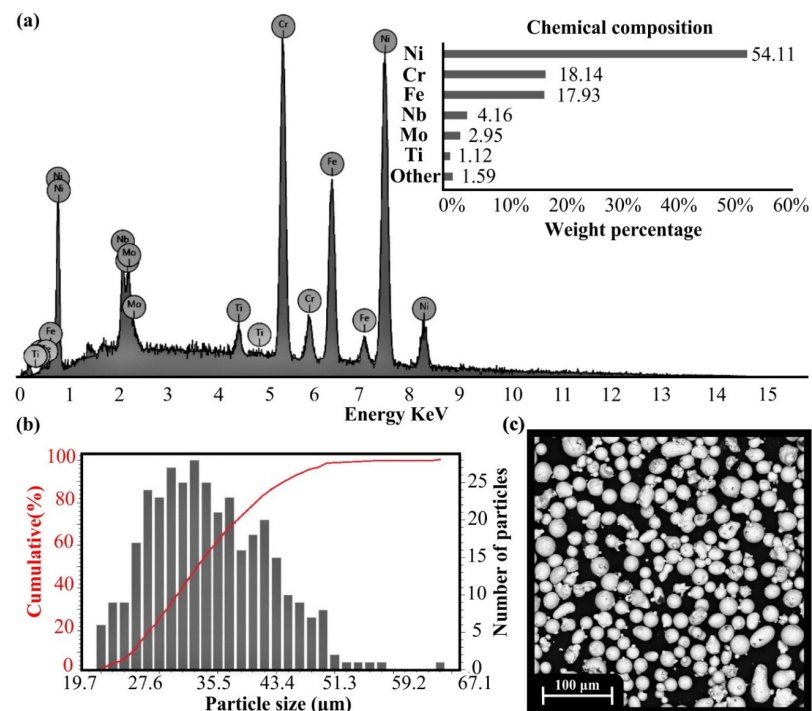 (a)
Chemical composition
Ni 54.11
Cr 18.14
Fe 17.93
Nb 4.16
Mo 2.95
Ti 1.12
Other 1.59
0% 10% 20% 30% 40% 50% 60%
Weight percentage
Cr
Ni
Ni
Ni
Fe
Nb
Mo
Mo
Fe
Ti
Ti
Ti
Cr
Fe
Ni
0 1 2 3 4 5 6 7 8 9 10 11 12 13 14 15
Energy KeV
(b)
Cumulative(%)
100
80
60
40
20
0
25
20
15
10
5
0
Number of particles
19.7 27.6 35.5 43.4 51.3 59.2 67.1
Particle size (µm)
(c)
100 µm